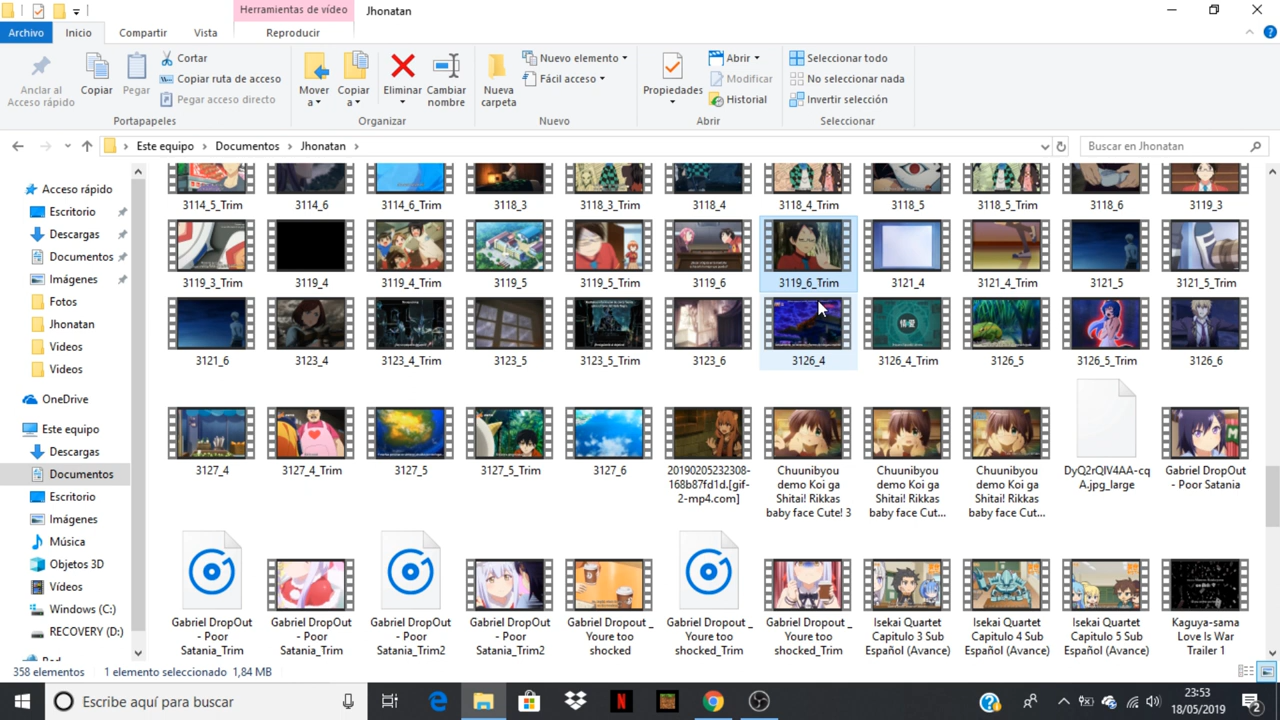 Herramientas de vídeo
Jhonatan
Archivo
Inicio
Compartir
Vista
Reproducir
Anclar al
Acceso rápido
Copiar
Pegar
Cortar
Copiar ruta de acceso
Pegar acceso directo
Portapapeles
Mover
a
Copiar
a
Eliminar
Cambiar
nombre
Organizar
Nueva
carpeta
Nuevo elemento
Fácil acceso
Nuevo
Propiedades
Abrir
Modificar
Historial
Abrir
Seleccionar todo
No seleccionar nada
Invertir selección
Seleccionar
Este equipo
Documentos
Jhonatan
Buscar en Jhonatan
Acceso rápido
Escritorio
Descargas
Documentos
Imágenes
Fotos
Jhonatan
Videos
Videos
OneDrive
Este equipo
Descargas
Documentos
Escritorio
Imágenes
Música
Objetos 3D
Vídeos
Windows (C:)
RECOVERY (D:)
3114_5_Trim
3114_6
3114_6_Trim
3118_3
3118_3_Trim
3118_4
3118_4_Trim
3118_5
3118_5_Trim
3118_6
3119_3
3119_3_Trim
3119_4
3119_4_Trim
3119_5
3119_5_Trim
3119_6
3119_6_Trim
3121_4
3121_4_Trim
3121_5
3121_5_Trim
3121_6
3123_4
3123_4_Trim
3123_5
3123_5_Trim
3123_6
3126_4
3126_4_Trim
3126_5
3126_5_Trim
3126_6
3127_4
3127_4_Trim
3127_5
3127_5_Trim
3127_6
20190205232308-
168b87fd1d.[gif-
2-mp4.com]
Chuunibyou
demo Koi ga
Shitai! Rikkas
baby face Cute! 3
Chuunibyou
demo Koi ga
Shitai! Rikkas
baby face Cut...
Chuunibyou
demo Koi ga
Shitai! Rikkas
baby face Cut...
DyQ2rQIV4AA-cq
A.jpg_large
Gabriel DropOut
- Poor Satania
Gabriel DropOut
- Poor
Satania_Trim
Gabriel DropOut
- Poor
Satania_Trim
Gabriel DropOut
- Poor
Satania_Trim2
Gabriel DropOut
- Poor
Satania_Trim2
Gabriel Dropout _
Youre too
shocked
Gabriel Dropout _
Youre too
shocked_Trim
Gabriel Dropout _
Youre too
shocked_Trim
Isekai Quartet
Capitulo 3 Sub
Español (Avance)
Isekai Quartet
Capitulo 4 Sub
Español (Avance)
Isekai Quartet
Capitulo 5 Sub
Español (Avance)
Kaguya-sama
Love Is War
Trailer 1
358 elementos
1 elemento seleccionado 1,84 MB
Escribe aquí para buscar
23:53
18/05/2019
2